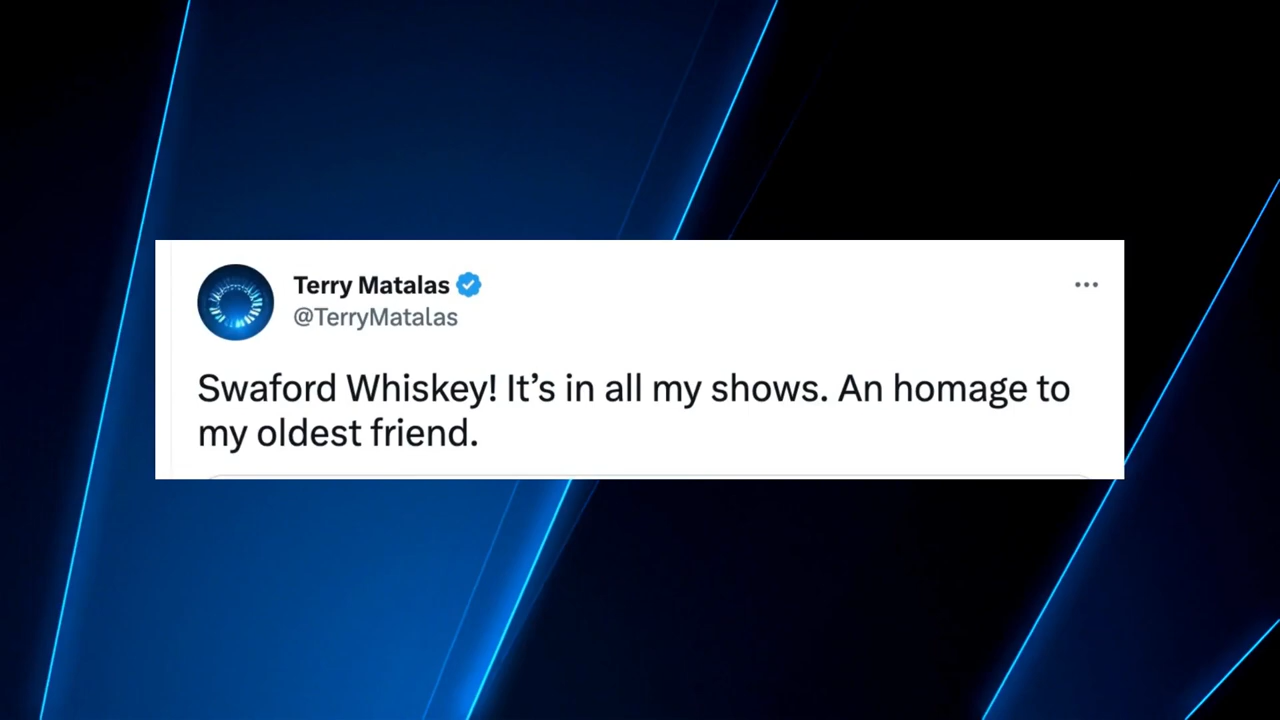 Terry Matalas
@TerryMatalas
Swaford Whiskey! It’s in all my shows. An homage to
my oldest friend.